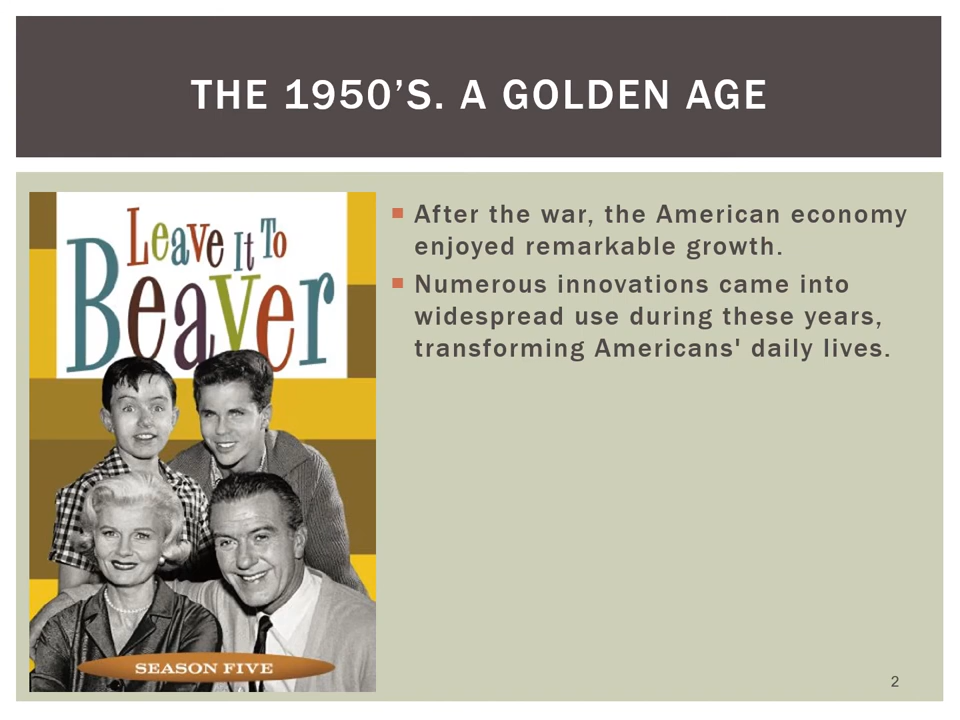 THE 1950’S. A GOLDEN AGE
Leave It To
Beaver
SEASON FIVE
After the war, the American economy
enjoyed remarkable growth.
Numerous innovations came into
widespread use during these years,
transforming Americans' daily lives.
2